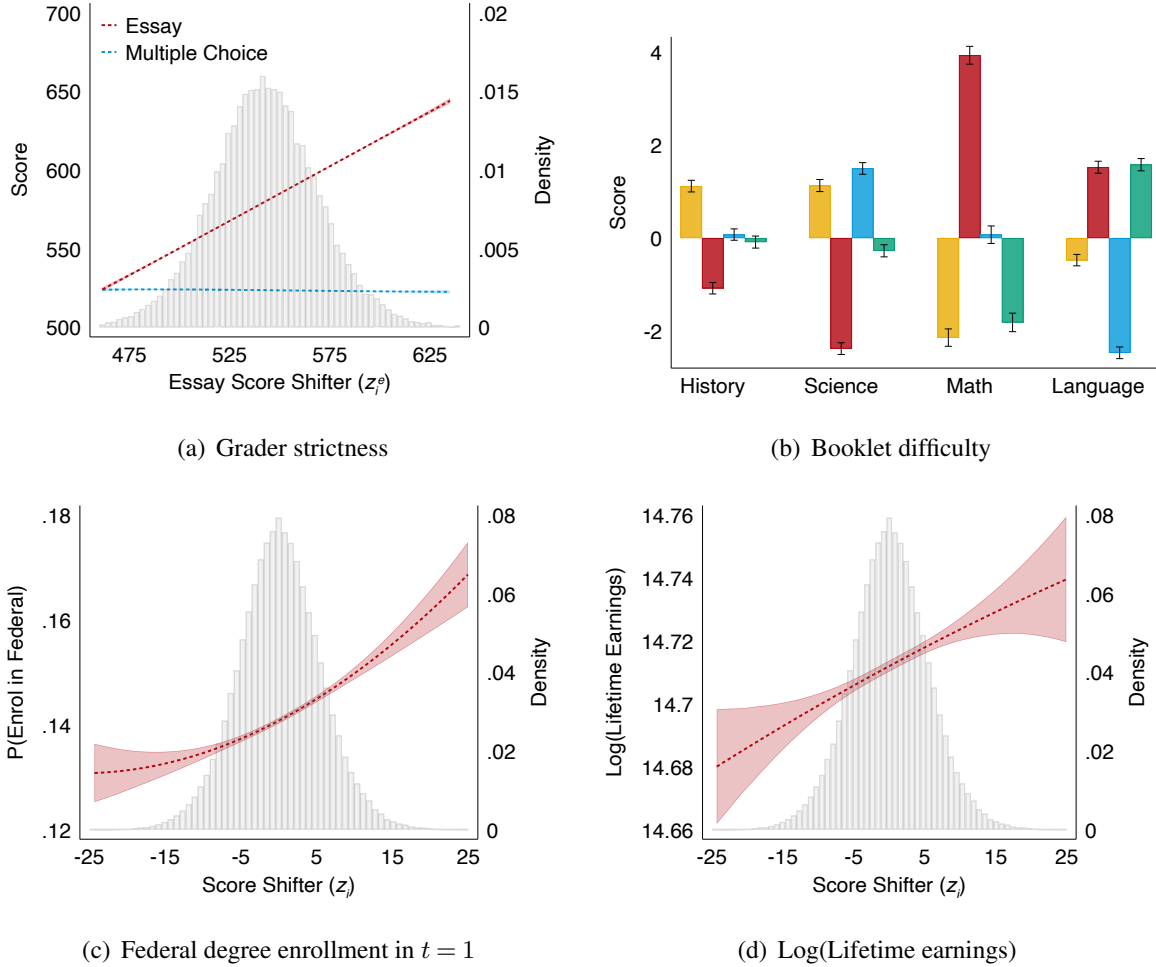 700
650
600
550
500
Score
Essay
Multiple Choice
.02
.015
.01
.005
0
Density
475 525 575 625
Essay Score Shifter (z_i^e)
(a) Grader strictness
4
2
0
-2
Score
History Science Math Language
(b) Booklet difficulty
.18
.16
.14
.12
P(Enrol in Federal)
.08
.06
.04
.02
0
Density
-25 -15 -5 5 15 25
Score Shifter (z_i)
(c) Federal degree enrollment in t = 1
14.76
14.74
14.72
14.7
14.68
14.66
Log(Lifetime Earnings)
.08
.06
.04
.02
0
Density
-25 -15 -5 5 15 25
Score Shifter (z_i)
(d) Log(Lifetime earnings)